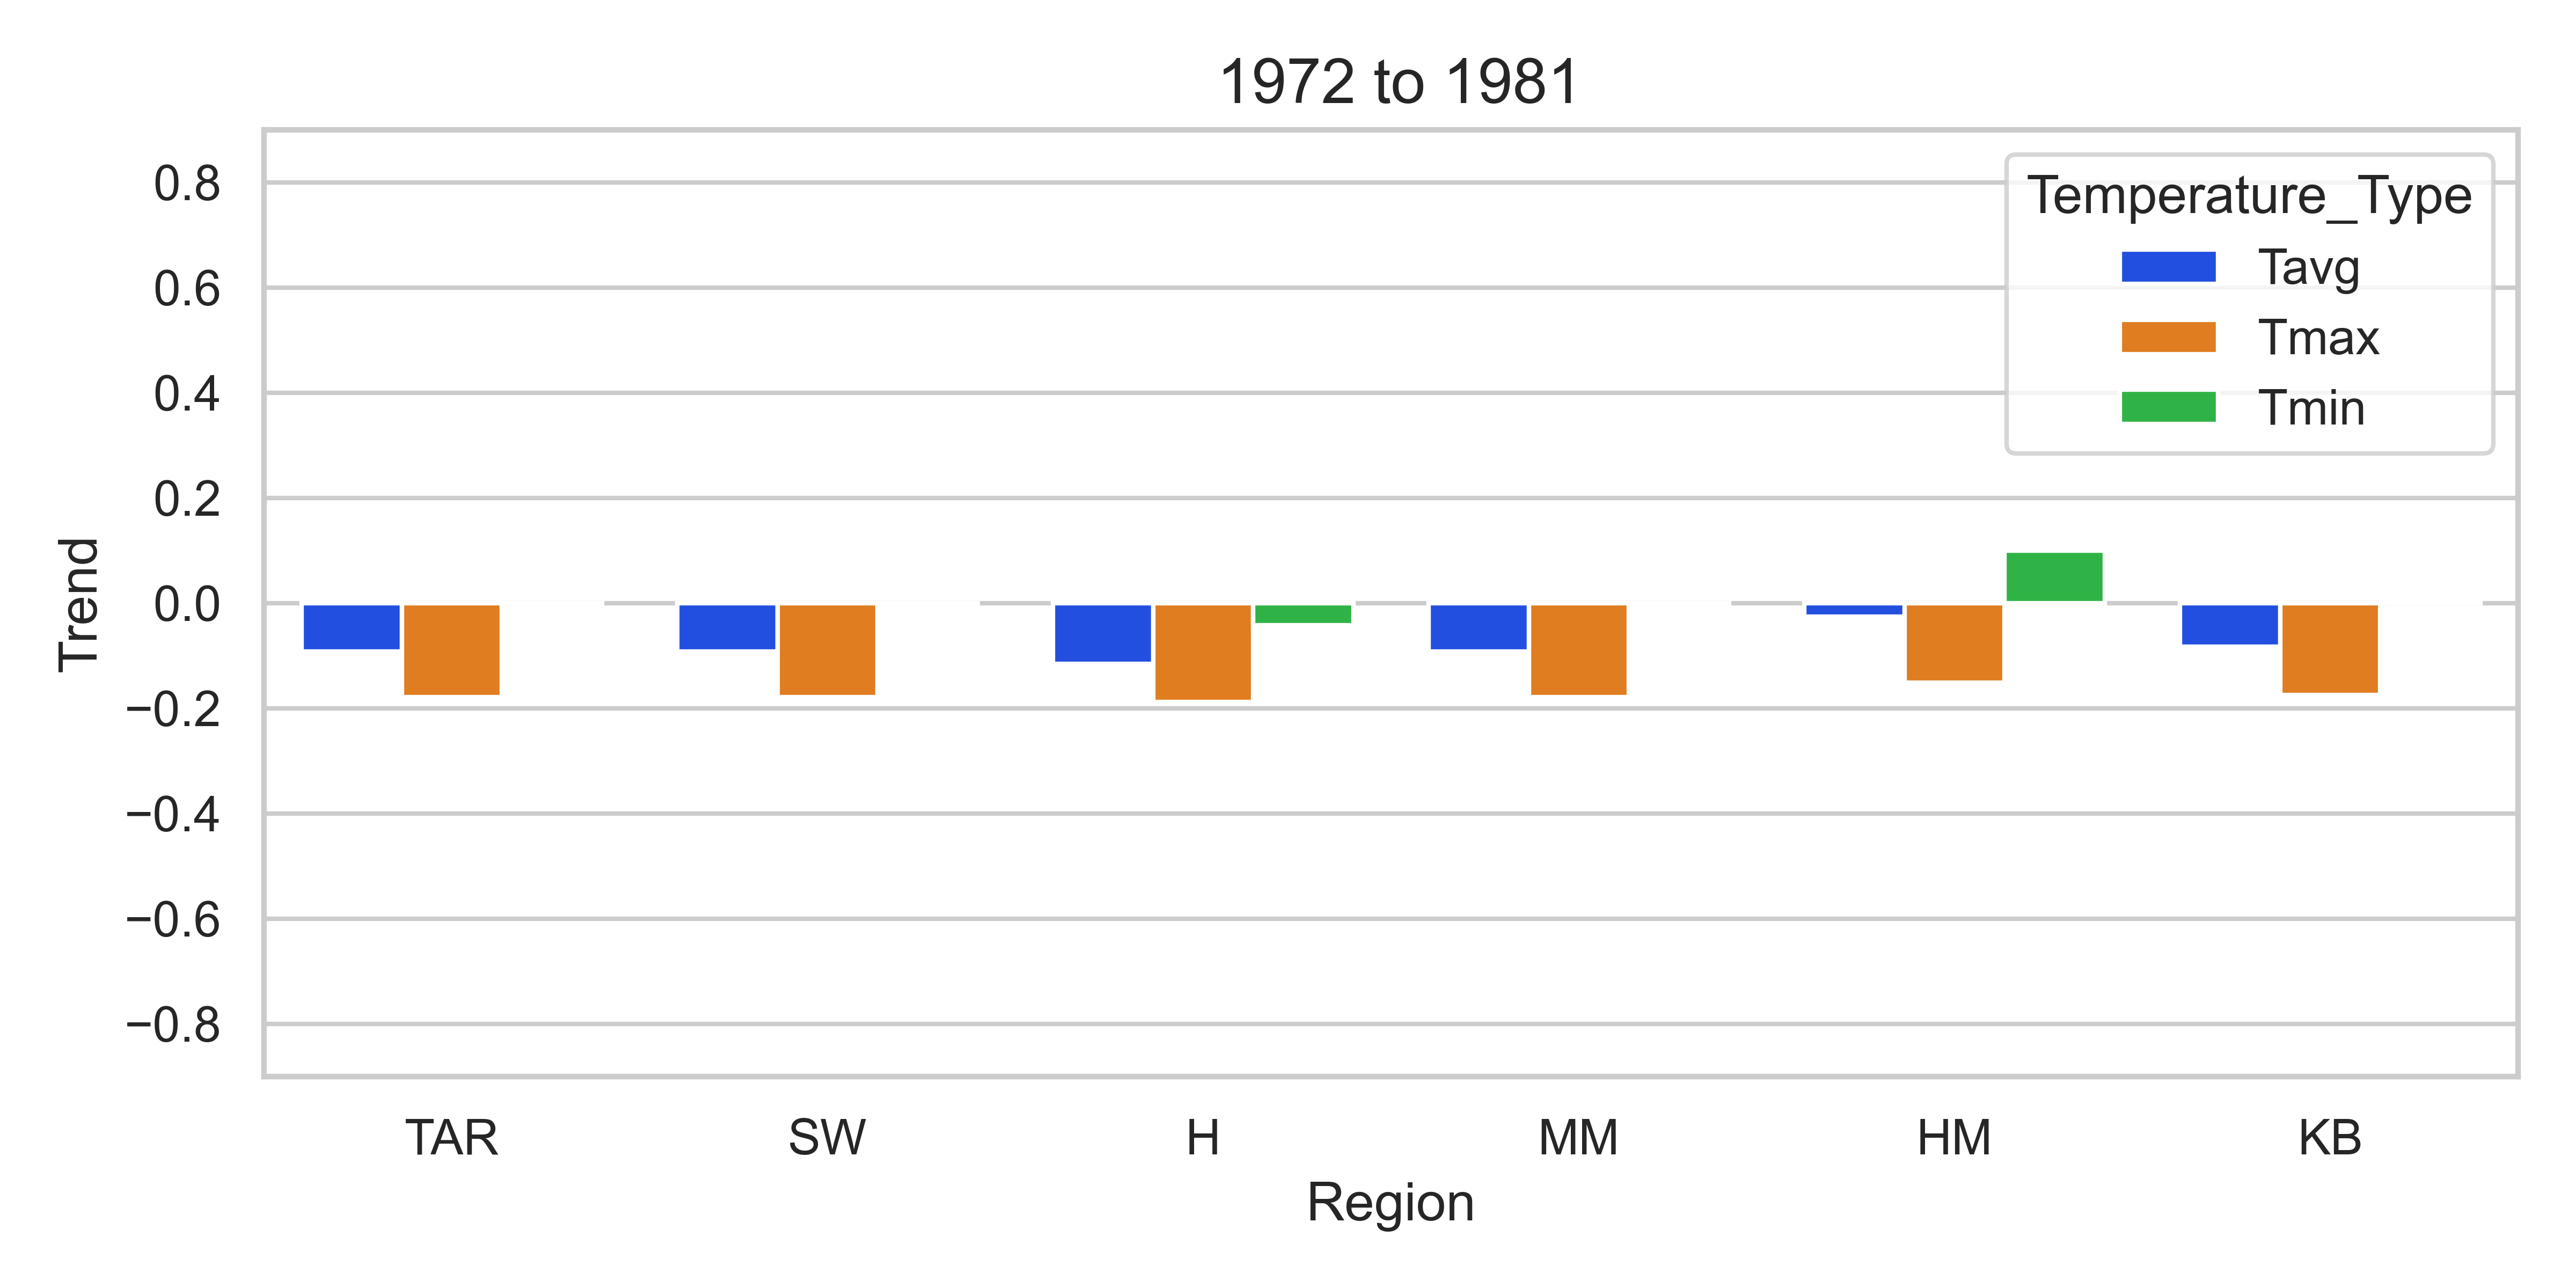 1972 to 1981
Temperature_Type
Tavg
Tmax
Tmin
Trend
0.8
0.6
0.4
0.2
0.0
−0.2
−0.4
−0.6
−0.8
TAR SW H MM HM KB
Region